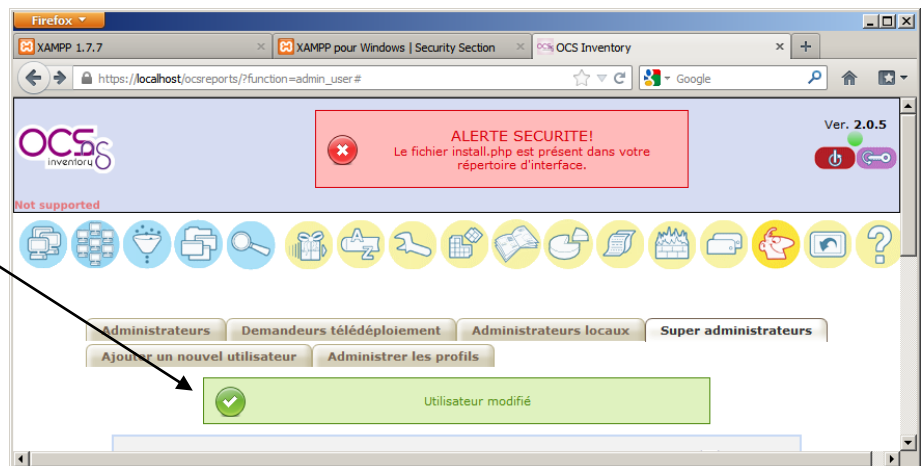 Firefox
XAMPP 1.7.7
XAMPP pour Windows | Security Section
OCS Inventory
https://localhost/ocsreports/?function=admin_user#
Google
OCS
inventory
NG
ALERTE SECURITE!
Le fichier install.php est présent dans votre
répertoire d'interface.
Ver. 2.0.5
Not supported
A
Z
?
Administrateurs
Demandeurs télédéploiement
Administrateurs locaux
Super administrateurs
Ajouter un nouvel utilisateur
Administrer les profils
Utilisateur modifié